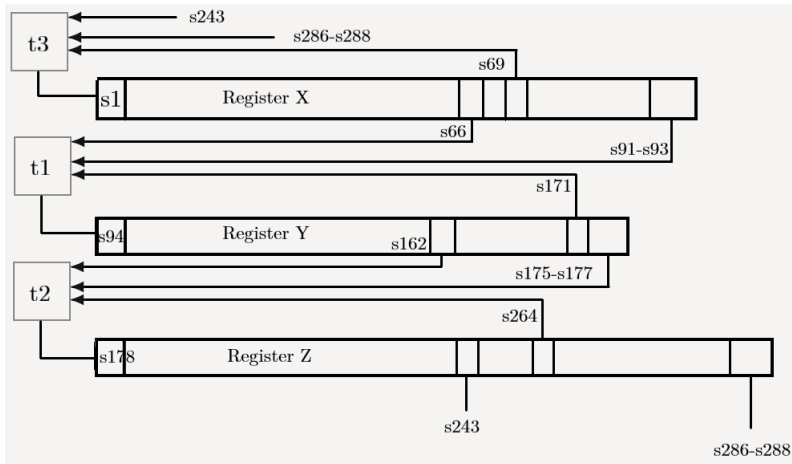 s243
t3
s286-s288
s69
s1 Register X
s66
t1
s91-s93
s171
s94 Register Y
s162
t2
s175-s177
s264
s178 Register Z
s243
s286-s288